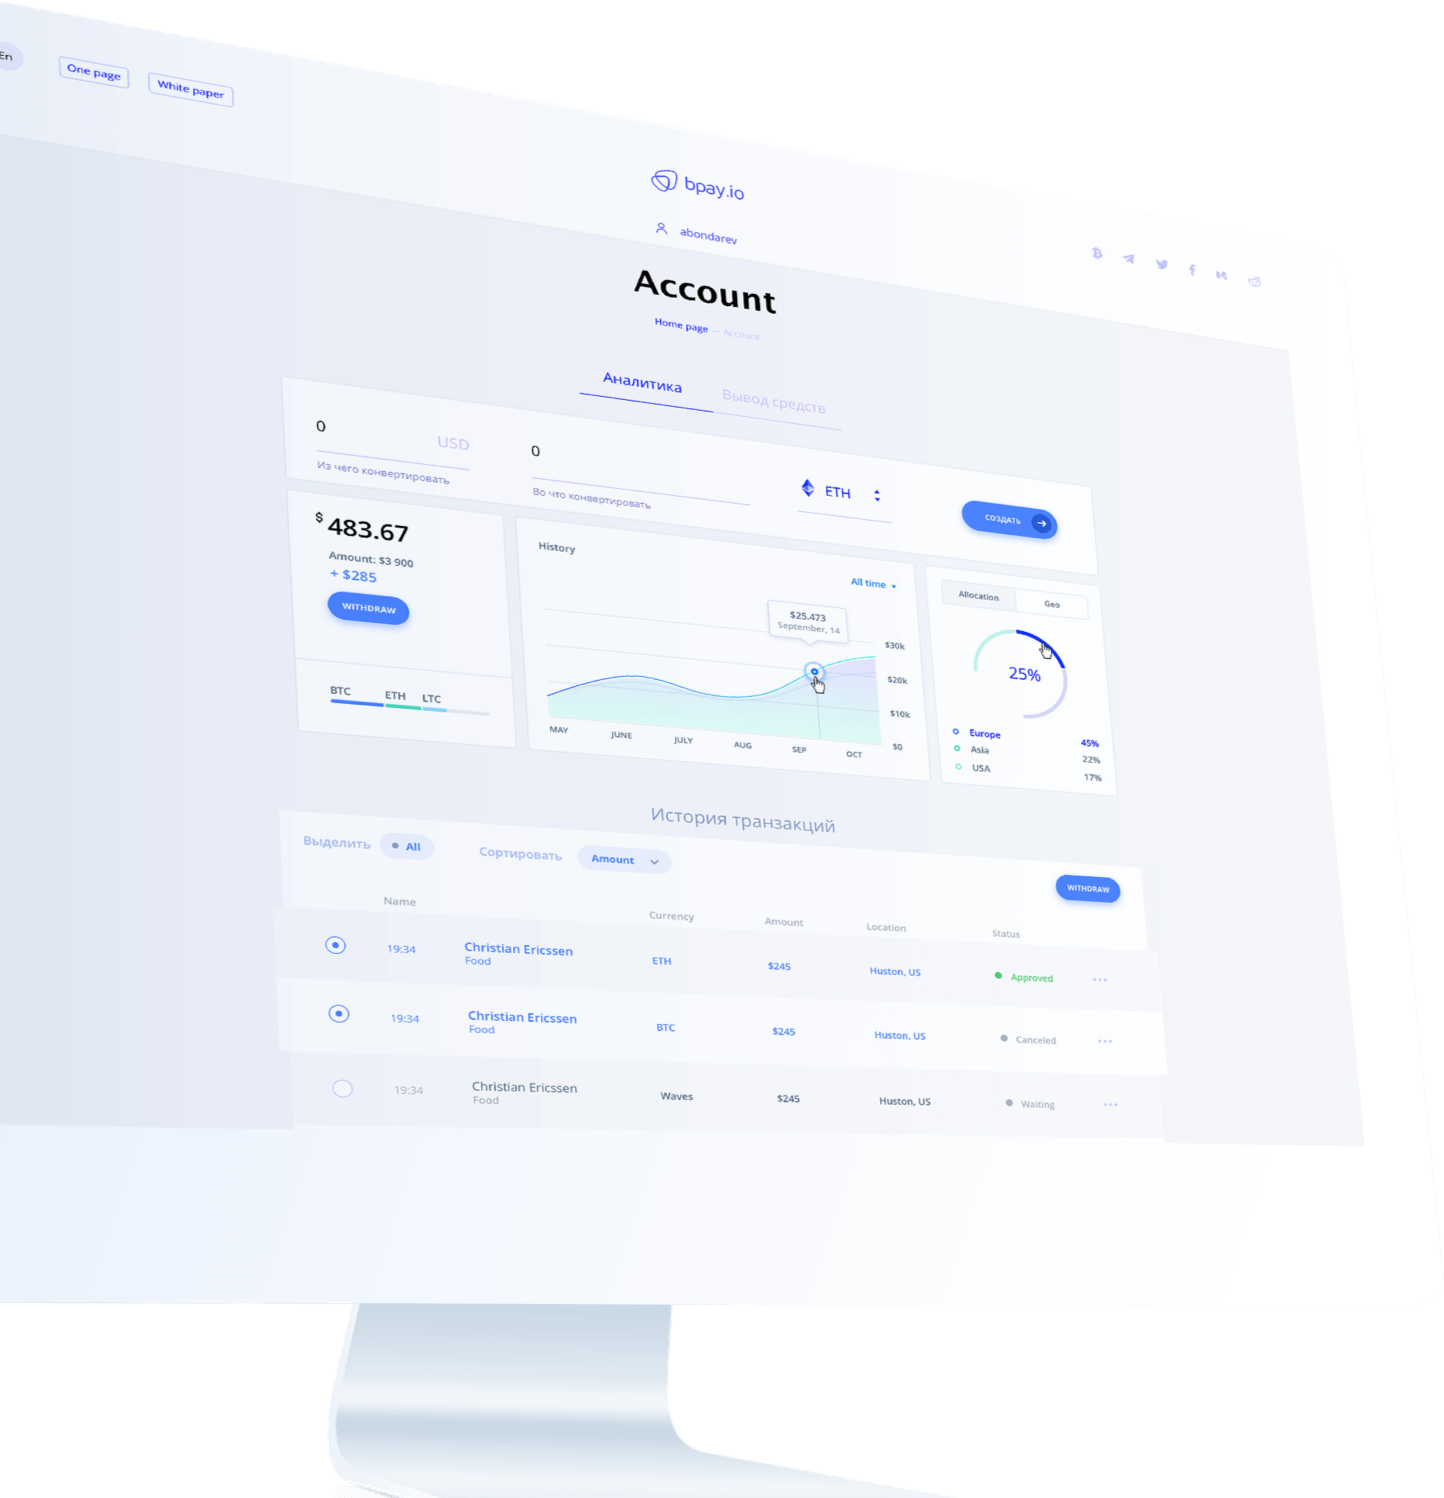 En
One page
White paper
bpay.io
abondarev
Account
Home page — Account
Аналитика
Вывод средств
0
USD
Из чего конвертировать
0
Во что конвертировать
ETH
СОЗДАТЬ
$ 483.67
Amount: $3 900
+ $285
WITHDRAW
BTC
ETH
LTC
History
All time
$25.473
September, 14
$30k
$20k
$10k
$0
MAY
JUNE
JULY
AUG
SEP
OCT
Allocation
Geo
25%
Europe 45%
Asia 22%
USA 17%
История транзакций
Выделить
All
Сортировать
Amount
WITHDRAW
Name
Currency
Amount
Location
Status
19:34
Christian Ericssen
Food
ETH
$245
Huston, US
Approved
19:34
Christian Ericssen
Food
BTC
$245
Huston, US
Canceled
19:34
Christian Ericssen
Food
Waves
$245
Huston, US
Waiting